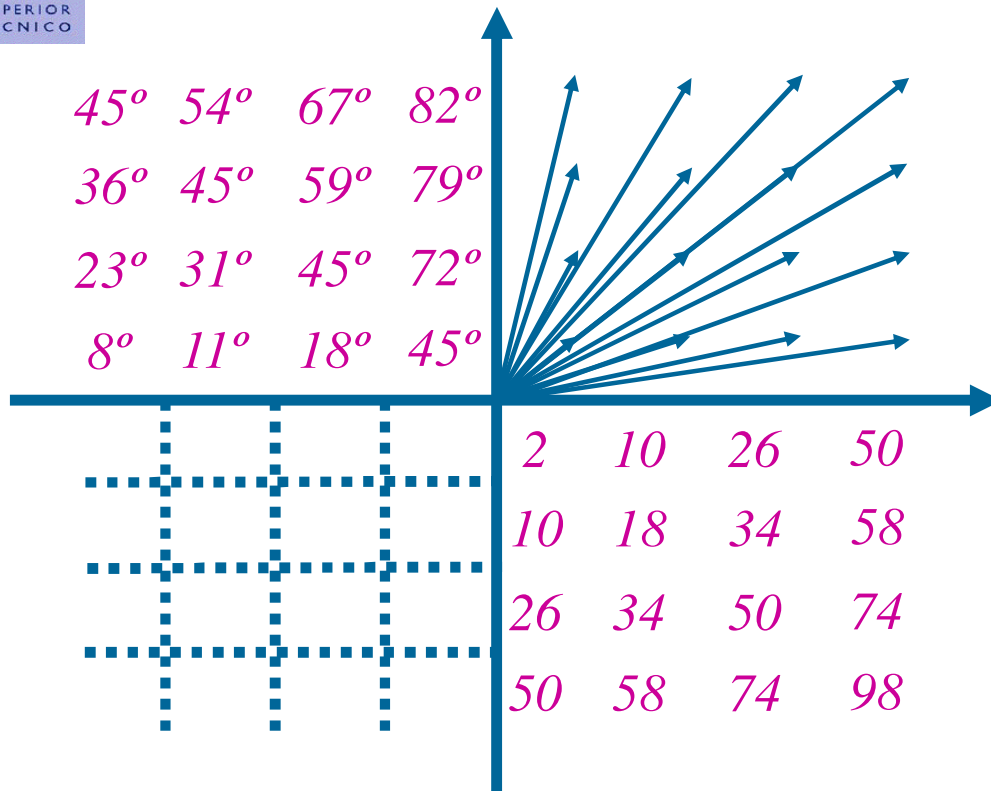 PERIOR
CNICO
45º 54º 67º 82º
36º 45º 59º 79º
23º 31º 45º 72º
8º 11º 18º 45º
2 10 26 50
10 18 34 58
26 34 50 74
50 58 74 98